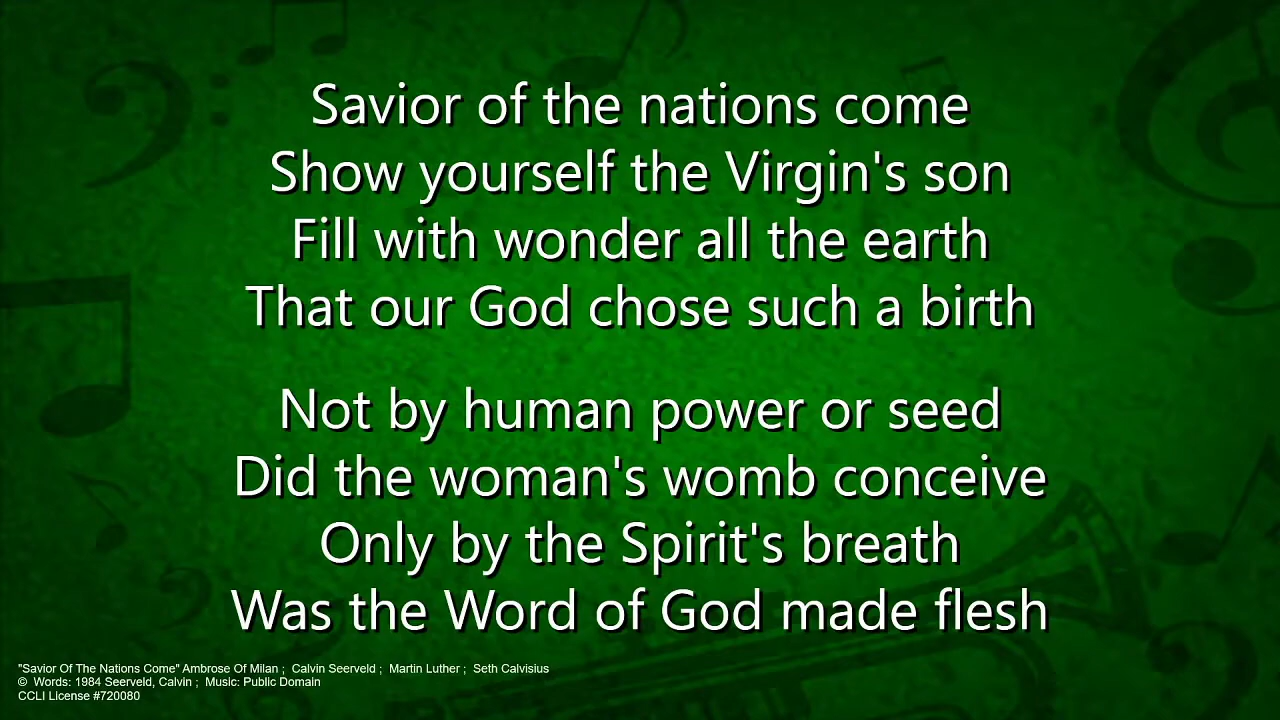 Savior of the nations come
Show yourself the Virgin's son
Fill with wonder all the earth
That our God chose such a birth
Not by human power or seed
Did the woman's womb conceive
Only by the Spirit's breath
Was the Word of God made flesh
"Savior Of The Nations Come" Ambrose Of Milan ;  Calvin Seerveld ;  Martin Luther ;  Seth Calvisius
©  Words: 1984 Seerveld, Calvin ;  Music: Public Domain
CCLI License #720080